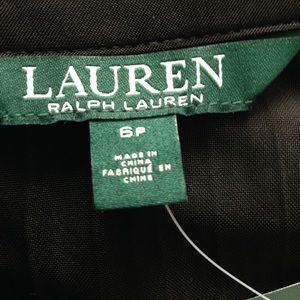 LAUREN
RALPH LAUREN
6P
MADE IN
CHINA
FABRIQUÉ EN
CHINE